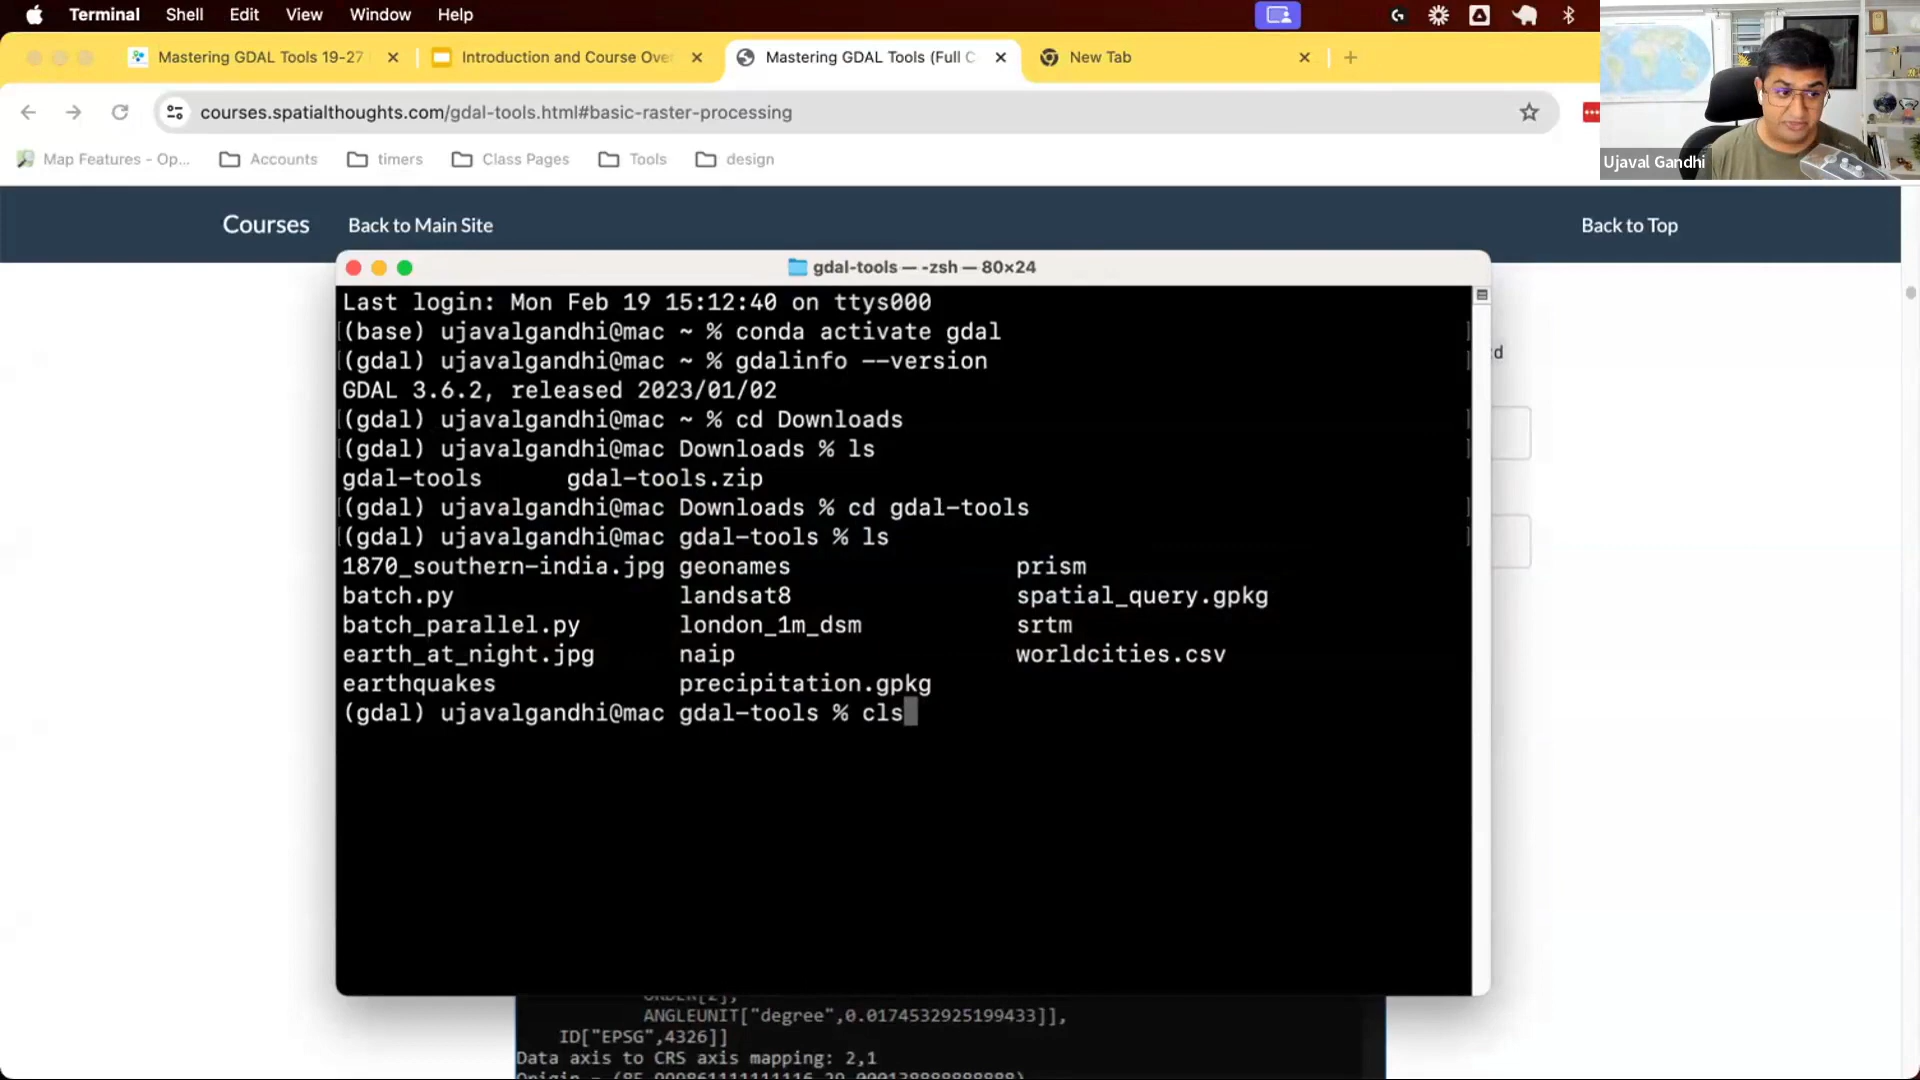 Terminal Shell Edit View Window Help
Mastering GDAL Tools 19-27
Introduction and Course Over
Mastering GDAL Tools (Full C
New Tab
courses.spatialthoughts.com/gdal-tools.html#basic-raster-processing
Map Features - Op... Accounts timers Class Pages Tools design
Ujaval Gandhi
Courses Back to Main Site Back to Top
gdal-tools — -zsh — 80×24
Last login: Mon Feb 19 15:12:40 on ttys000
(base) ujavalgandhi@mac ~ % conda activate gdal
(gdal) ujavalgandhi@mac ~ % gdalinfo --version
GDAL 3.6.2, released 2023/01/02
(gdal) ujavalgandhi@mac ~ % cd Downloads
(gdal) ujavalgandhi@mac Downloads % ls
gdal-tools gdal-tools.zip
(gdal) ujavalgandhi@mac Downloads % cd gdal-tools
(gdal) ujavalgandhi@mac gdal-tools % ls
1870_southern-india.jpg geonames prism
batch.py landsat8 spatial_query.gpkg
batch_parallel.py london_1m_dsm srtm
earth_at_night.jpg naip worldcities.csv
earthquakes precipitation.gpkg
(gdal) ujavalgandhi@mac gdal-tools % cls
ORDER[2],
ANGLEUNIT["degree",0.0174532925199433]],
ID["EPSG",4326]]
Data axis to CRS axis mapping: 2,1